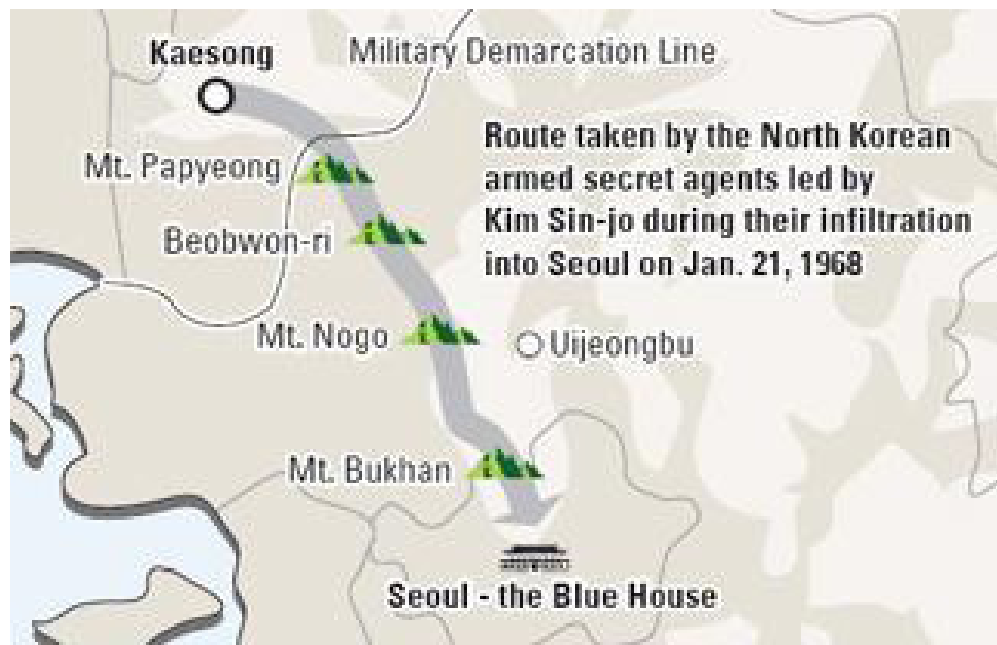 Kaesong
Military Demarcation Line
Route taken by the North Korean
armed secret agents led by
Kim Sin-jo during their infiltration
into Seoul on Jan. 21, 1968
Mt. Papyeong
Beobwon-ri
Mt. Nogo
Uijeongbu
Mt. Bukhan
Seoul - the Blue House